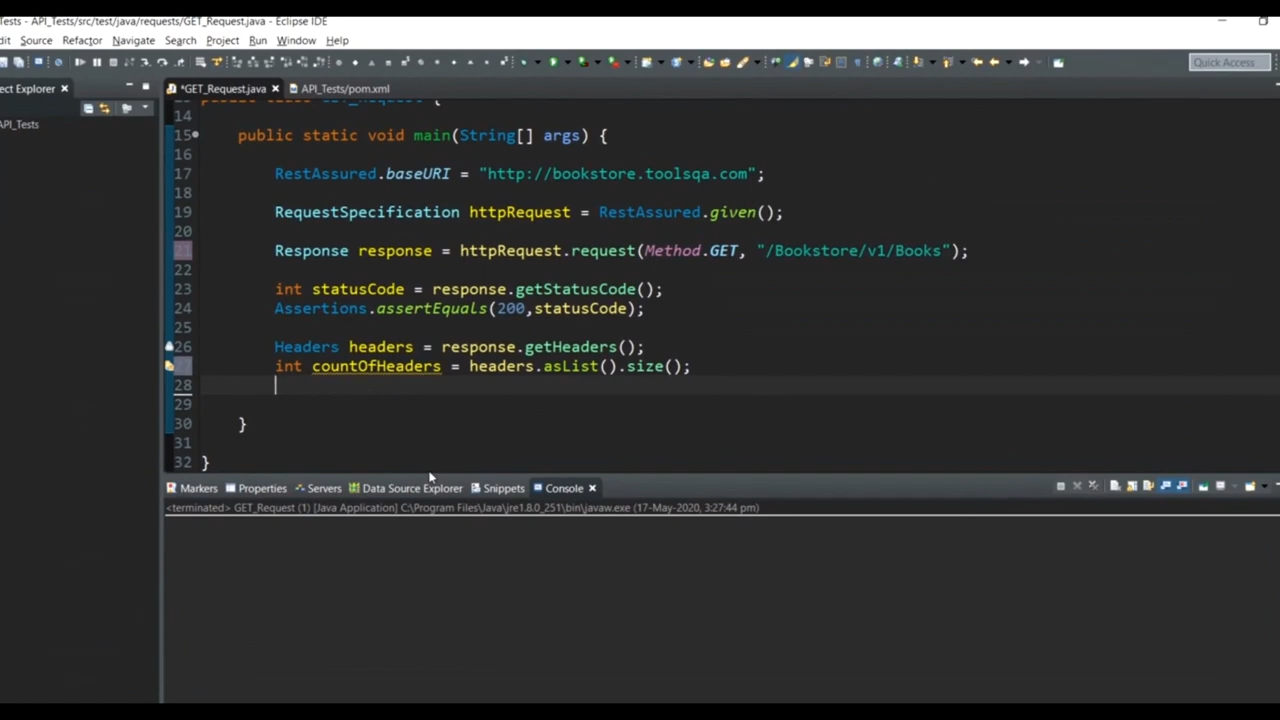 Tests - API_Tests/src/test/java/requests/GET_Request.java - Eclipse IDE
dit Source Refactor Navigate Search Project Run Window Help
Quick Access
ect Explorer
*GET_Request.java API_Tests/pom.xml
API_Tests
14
15 public static void main(String[] args) {
16
17 RestAssured.baseURI = "http://bookstore.toolsqa.com";
18
19 RequestSpecification httpRequest = RestAssured.given();
20
21 Response response = httpRequest.request(Method.GET, "/Bookstore/v1/Books");
22
23 int statusCode = response.getStatusCode();
24 Assertions.assertEquals(200,statusCode);
25
26 Headers headers = response.getHeaders();
27 int countOfHeaders = headers.asList().size();
28
29
30 }
31
32 }
Markers Properties Servers Data Source Explorer Snippets Console
<terminated> GET_Request (1) [Java Application] C:\Program Files\Java\jre1.8.0_251\bin\javaw.exe (17-May-2020, 3:27:44 pm)